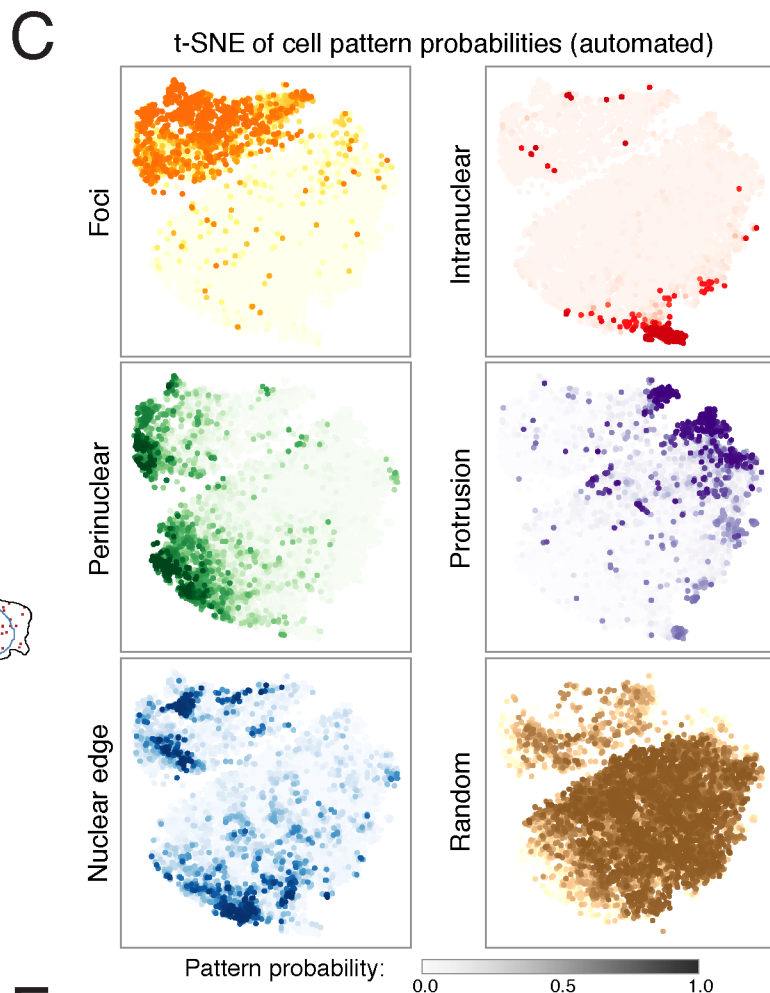 C
t-SNE of cell pattern probabilities (automated)
Foci
Intranuclear
Perinuclear
Protrusion
Nuclear edge
Random
Pattern probability:
0.0
0.5
1.0